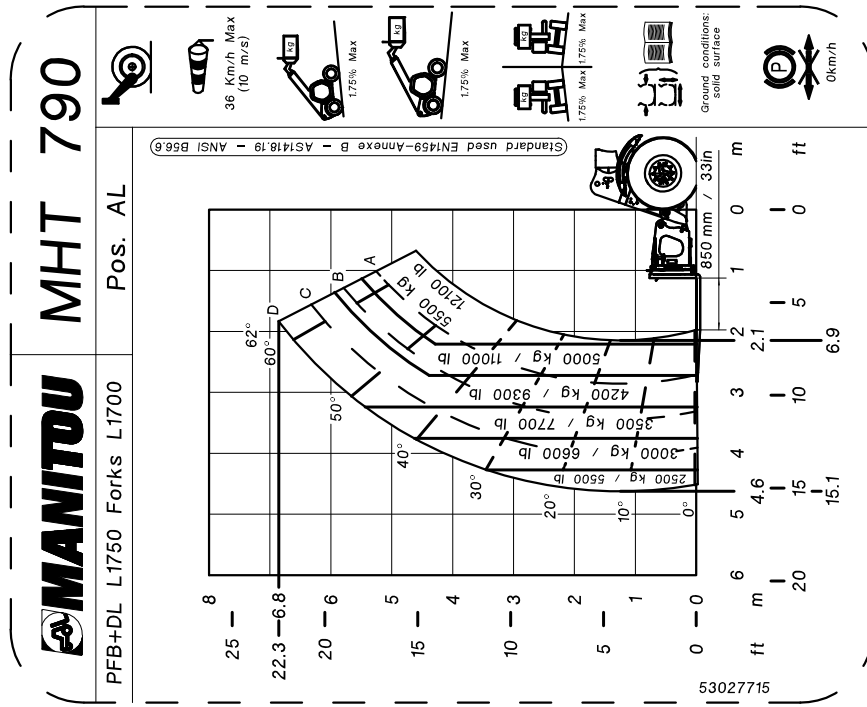 MANITOU
MHT 790
PFB+DL L1750 Forks L1700
Pos. AL
36 Km/h Max
(10 m/s)
kg
1.75% Max
kg
1.75% Max
kg
kg
1.75% Max
1.75% Max
Ground conditions:
solid surface
P
0km/h
Standard used EN1459-Annexe B - AS1418.19 - ANSI B56.6
D
C
B
A
62°
60°
50°
40°
30°
20°
10°
0°
5500 kg
12100 lb
5000 kg / 11000 lb
4200 kg / 9300 lb
3500 kg / 7700 lb
3000 kg / 6600 lb
2500 kg / 5500 lb
850 mm / 33in
25
22.3
20
15
10
5
0
ft
8
6.8
6
5
4
3
2
1
0
m
6
5
4.6
4
3
2.1
2
1
0
m
20
15.1
15
10
6.9
5
0
ft
53027715